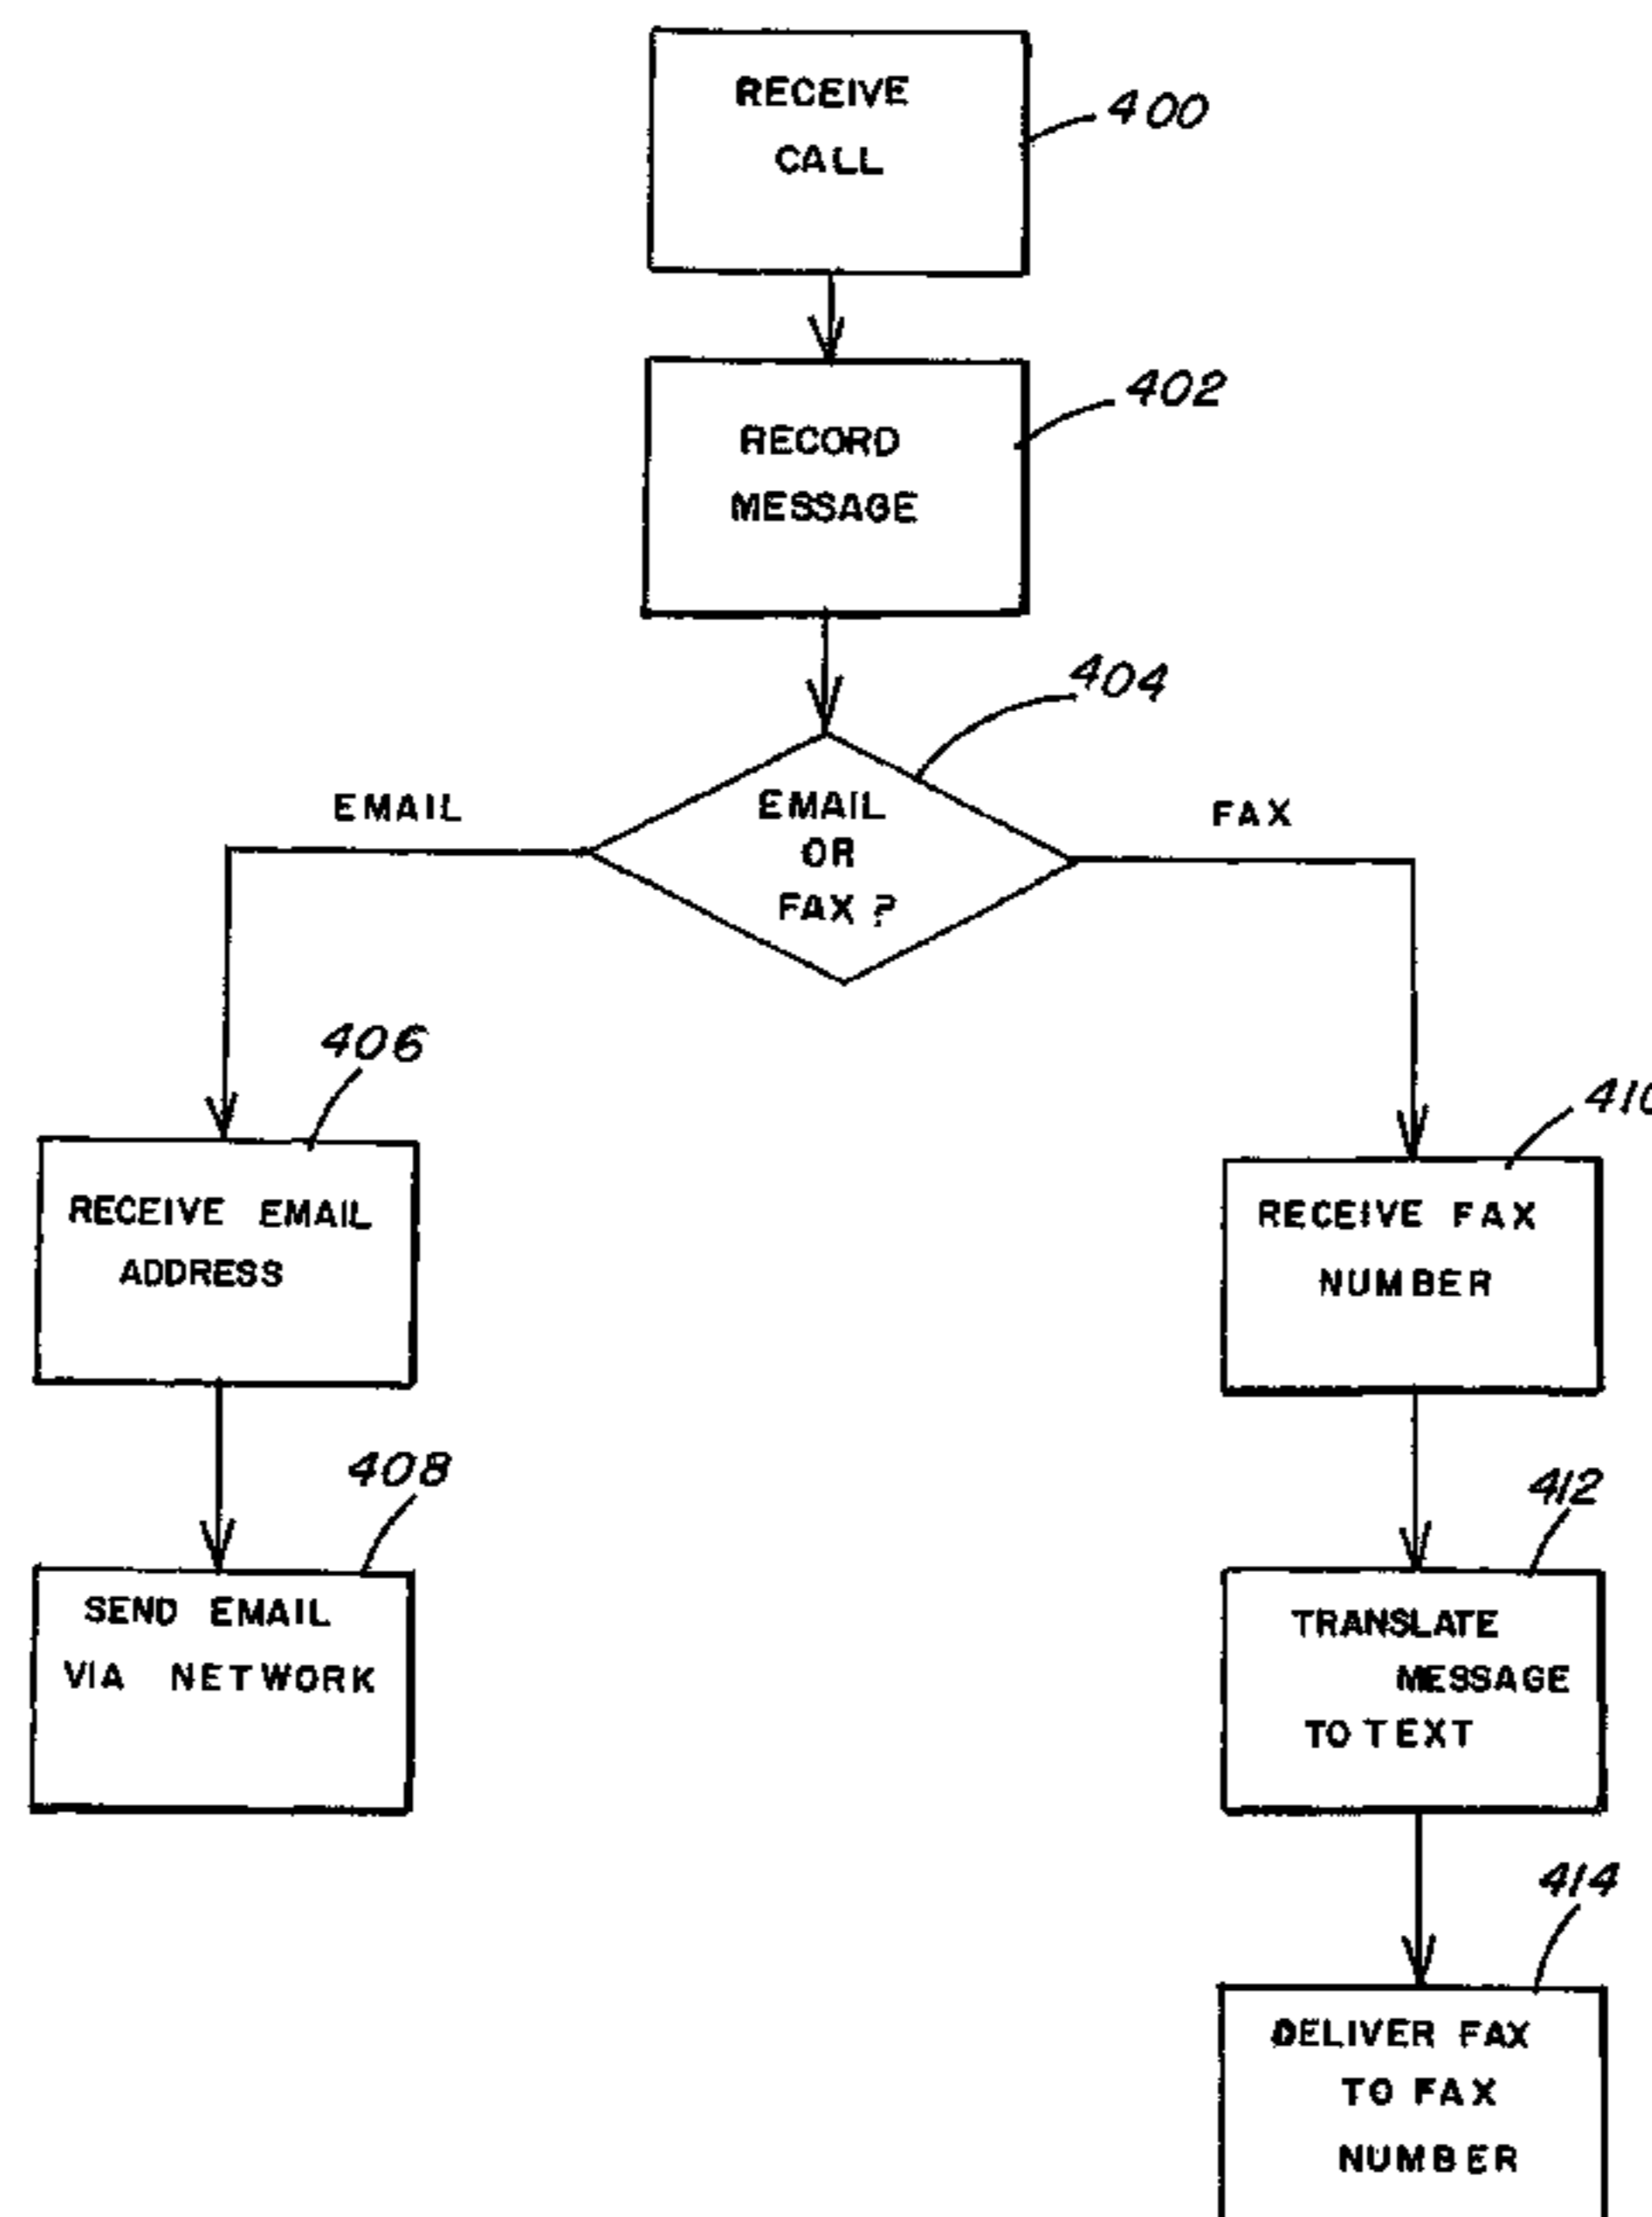 RECEIVE
CALL
400
RECORD
MESSAGE
402
404
EMAIL
EMAIL
OR
FAX?
FAX
406
RECEIVE EMAIL
ADDRESS
410
RECEIVE FAX
NUMBER
408
SEND EMAIL
VIA NETWORK
412
TRANSLATE
MESSAGE
TO TEXT
414
DELIVER FAX
TO FAX
NUMBER